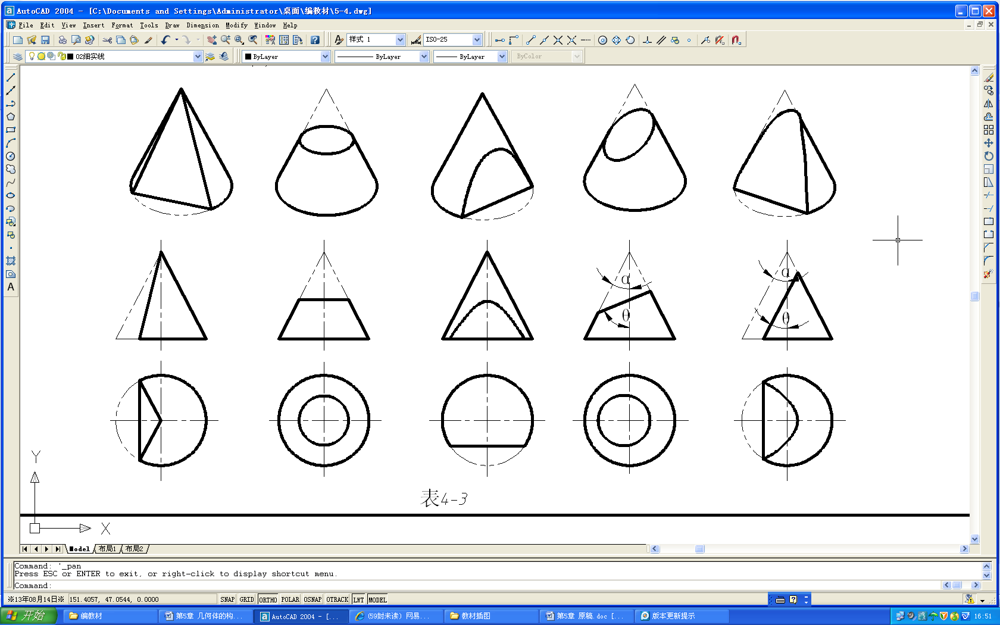 AutoCAD 2004 - [C:\Documents and Settings\Administrator\桌面\编教材\5-4.dwg]
File Edit View Insert Format Tools Draw Dimension Modify Window Help
样式 1 ISO-25
02细实线 ByLayer ByLayer ByLayer ByColor
α α
θ θ
表4-3
Y
X
Model 布局1 布局2
Command: '_pan
Press ESC or ENTER to exit, or right-click to display shortcut menu.
Command:
※13年08月14日※ 151.4057, 47.0544, 0.0000 SNAP GRID ORTHO POLAR OSNAP OTRACK LWT MODEL
开始 编教材 第5章 几何体的构... AutoCAD 2004 - [... (59封未读) 网易... 教材插图 第5章 原稿.doc [... 版本更新提示 16:51